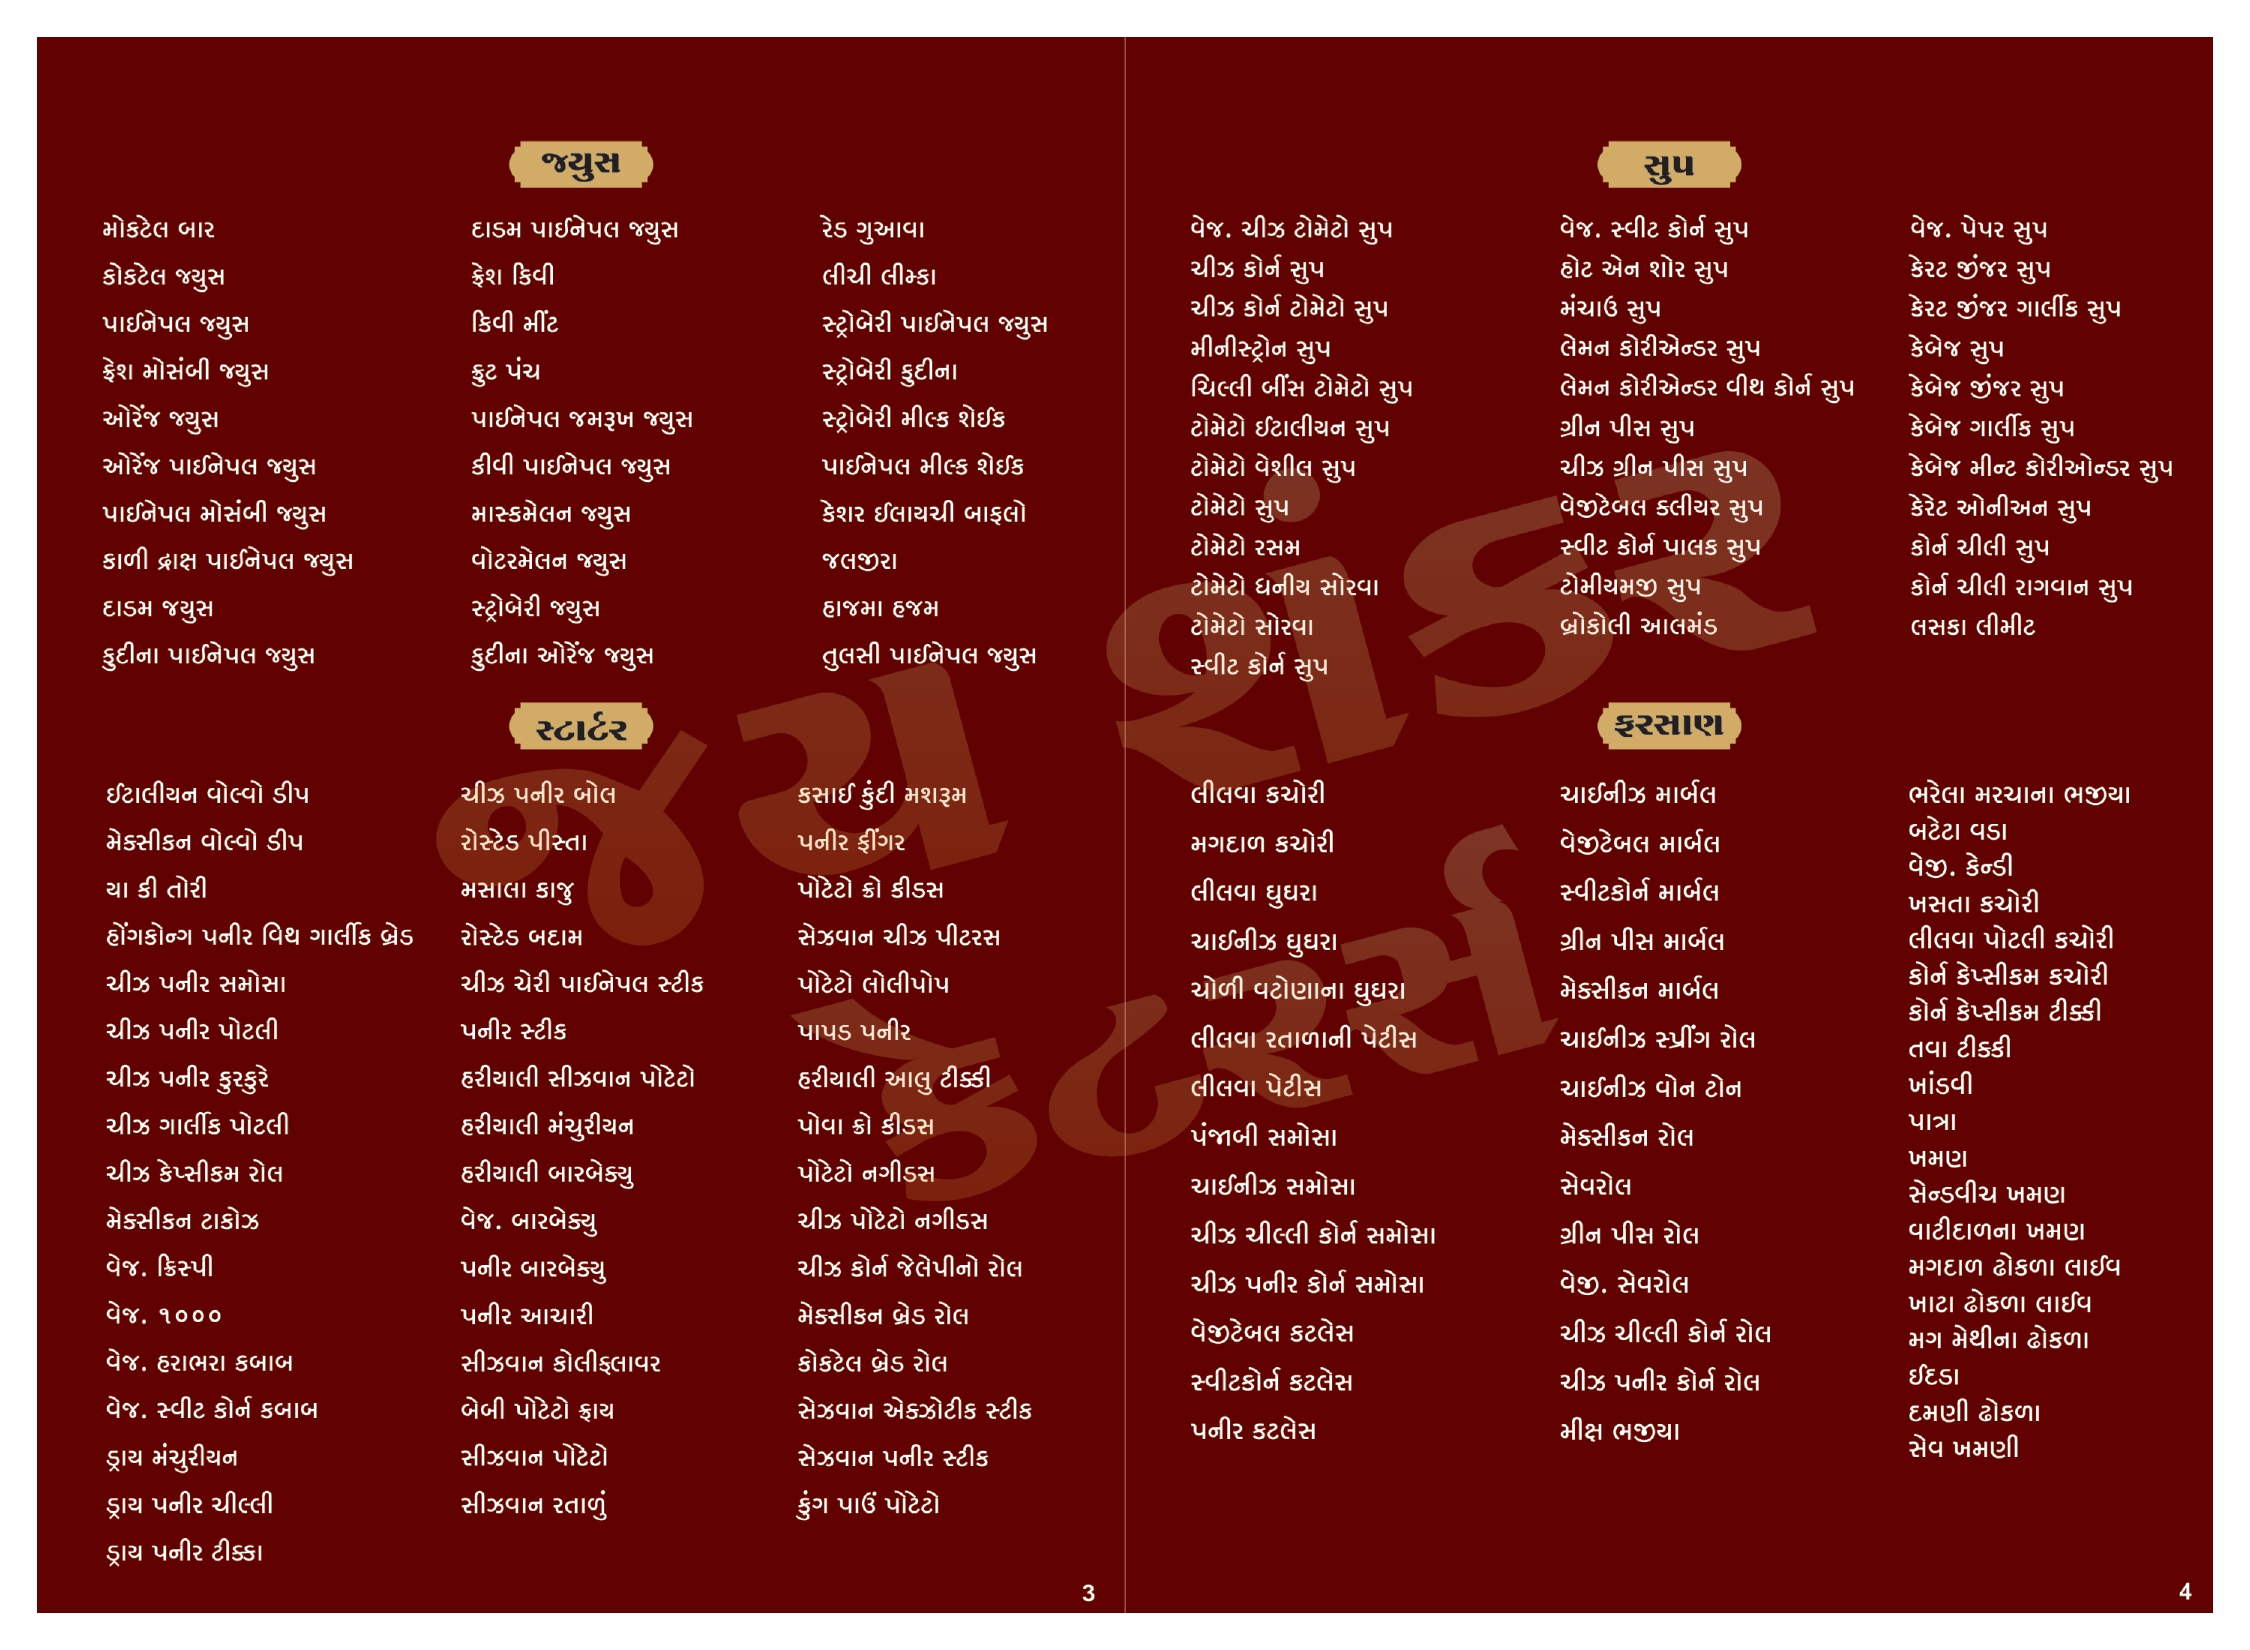 જ્યુસ
મોકટેલ બાર
કોકટેલ જ્યુસ
પાઈનેપલ જ્યુસ
ફ્રેશ મોસંબી જ્યુસ
ઓરેંજ જ્યુસ
ઓરેંજ પાઈનેપલ જ્યુસ
પાઈનેપલ મોસંબી જ્યુસ
કાળી દ્રાક્ષ પાઈનેપલ જ્યુસ
દાડમ જયુસ
કુદીના પાઈનેપલ જ્યુસ
દાડમ પાઈનેપલ જ્યુસ
ફ્રેશ કિવી
કિવી મીંટ
ફ્રુટ પંચ
પાઈનેપલ જમરૂખ જ્યુસ
કીવી પાઈનેપલ જ્યુસ
માસ્કમેલન જ્યુસ
વોટરમેલન જ્યુસ
સ્ટ્રોબેરી જ્યુસ
કુદીના ઓરેંજ જ્યુસ
રેડ ગુઆવા
લીચી લીમ્કા
સ્ટ્રોબેરી પાઈનેપલ જ્યુસ
સ્ટ્રોબેરી કુદીના
સ્ટ્રોબેરી મીલ્ક શેઈક
પાઈનેપલ મીલ્ક શેઈક
કેશર ઈલાયચી બાફલો
જલજીરા
હાજમા હજમ
તુલસી પાઈનેપલ જ્યુસ
સ્ટાર્ટર
ઈટાલીયન વોલ્વો ડીપ
મેક્સીકન વોલ્વો ડીપ
યા કી તોરી
હોંગકોન્ગ પનીર વિથ ગાર્લીક બ્રેડ
ચીઝ પનીર સમોસા
ચીઝ પનીર પોટલી
ચીઝ પનીર કુરકુરે
ચીઝ ગાર્લીક પોટલી
ચીઝ કેપ્સીકમ રોલ
મેક્સીકન ટાકોઝ
વેજ. ક્રિસ્પી
વેજ. ૧૦૦૦
વેજ. હરાભરા કબાબ
વેજ. સ્વીટ કોર્ન કબાબ
ડ્રાય મંચુરીયન
ડ્રાય પનીર ચીલ્લી
ડ્રાય પનીર ટીક્કા
ચીઝ પનીર બોલ
રોસ્ટેડ પીસ્તા
મસાલા કાજુ
રોસ્ટેડ બદામ
ચીઝ ચેરી પાઈનેપલ સ્ટીક
પનીર સ્ટીક
હરીયાલી સીઝવાન પોટેટો
હરીયાલી મંચુરીયન
હરીયાલી બારબેક્યુ
વેજ. બારબેક્યુ
પનીર બારબેક્યુ
પનીર આચારી
સીઝવાન કોલીફ્લાવર
બેબી પોટેટો ફ્રાય
સીઝવાન પોટેટો
સીઝવાન રતાળું
કસાઈ કુંદી મશરૂમ
પનીર ફીંગર
પોટેટો ક્રો કીડસ
સેઝવાન ચીઝ પીટરસ
પોટેટો લોલીપોપ
પાપડ પનીર
હરીયાલી આલુ ટીક્કી
પોવા ક્રો કીડસ
પોટેટો નગીડસ
ચીઝ પોટેટો નગીડસ
ચીઝ કોર્ન જેલેપીનો રોલ
મેક્સીકન બ્રેડ રોલ
કોકટેલ બ્રેડ રોલ
સેઝવાન એક્ઝોટીક સ્ટીક
સેઝવાન પનીર સ્ટીક
કુંગ પાઉં પોટેટો
3
સુપ
વેજ. ચીઝ ટોમેટો સુપ
ચીઝ કોર્ન સુપ
ચીઝ કોર્ન ટોમેટો સુપ
મીનીસ્ટ્રોન સુપ
ચિલ્લી બીંસ ટોમેટો સુપ
ટોમેટો ઈટાલીયન સુપ
ટોમેટો વેશીલ સુપ
ટોમેટો સુપ
ટોમેટો રસમ
ટોમેટો ધનીય સોરવા
ટોમેટો સોરવા
સ્વીટ કોર્ન સુપ
વેજ. સ્વીટ કોર્ન સુપ
હોટ એન શોર સુપ
મંચાઉ સુપ
લેમન કોરીએન્ડર સુપ
લેમન કોરીએન્ડર વીથ કોર્ન સુપ
ગ્રીન પીસ સુપ
ચીઝ ગ્રીન પીસ સુપ
વેજીટેબલ ક્લીયર સુપ
સ્વીટ કોર્ન પાલક સુપ
ટોમીયમજી સુપ
બ્રોકોલી આલમંડ
વેજ. પેપર સુપ
કેરટ જીંજર સુપ
કેરટ જીંજર ગાર્લીક સુપ
કેબેજ સુપ
કેબેજ જીંજર સુપ
કેબેજ ગાર્લીક સુપ
કેબેજ મીન્ટ કોરીઓન્ડર સુપ
કેરેટ ઓનીઅન સુપ
કોર્ન ચીલી સુપ
કોર્ન ચીલી રાગવાન સુપ
લસકા લીમીટ
ફરસાણ
લીલવા કચોરી
મગદાળ કચોરી
લીલવા ઘુઘરા
ચાઈનીઝ ઘુઘરા
ચોળી વટોણાના ઘુઘરા
લીલવા રતાળાની પેટીસ
લીલવા પેટીસ
પંજાબી સમોસા
ચાઈનીઝ સમોસા
ચીઝ ચીલ્લી કોર્ન સમોસા
ચીઝ પનીર કોર્ન સમોસા
વેજીટેબલ કટલેસ
સ્વીટકોર્ન કટલેસ
પનીર કટલેસ
ચાઈનીઝ માર્બલ
વેજીટેબલ માર્બલ
સ્વીટકોર્ન માર્બલ
ગ્રીન પીસ માર્બલ
મેક્સીકન માર્બલ
ચાઈનીઝ સ્પ્રીંગ રોલ
ચાઈનીઝ વોન ટોન
મેક્સીકન રોલ
સેવરોલ
ગ્રીન પીસ રોલ
વેજી. સેવરોલ
ચીઝ ચીલ્લી કોર્ન રોલ
ચીઝ પનીર કોર્ન રોલ
મીક્ષ ભજીયા
ભરેલા મરચાના ભજીયા
બટેટા વડા
વેજી. કેન્ડી
ખસતા કચોરી
લીલવા પોટલી કચોરી
કોર્ન કેપ્સીકમ કચોરી
કોર્ન કેપ્સીકમ ટીક્કી
તવા ટીક્કી
ખાંડવી
પાત્રા
ખમણ
સેન્ડવીચ ખમણ
વાટીદાળના ખમણ
મગદાળ ઢોકળા લાઈવ
ખાટા ઢોકળા લાઈવ
મગ મેથીના ઢોકળા
ઈદડા
દમણી ઢોકળા
સેવ ખમણી
4
જય શંકર
કેટરર્સ